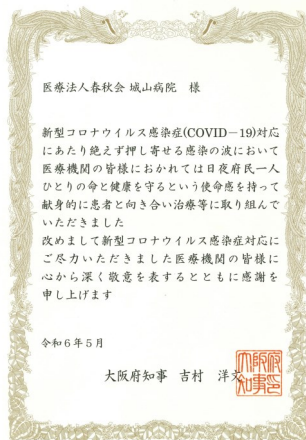 医療法人春秋会 城山病院　様
新型コロナウイルス感染症(COVID－19)対応
にあたり絶えず押し寄せる感染の波において
医療機関の皆様におかれては日夜府民一人
ひとりの命と健康を守るという使命感を持って
献身的に患者と向き合い治療等に取り組んで
いただきました
改めまして新型コロナウイルス感染症対応に
ご尽力いただきました医療機関の皆様に
心から深く敬意を表するとともに感謝を
申し上げます
令和６年５月
大阪府知事　吉村　洋文
大阪府知事印